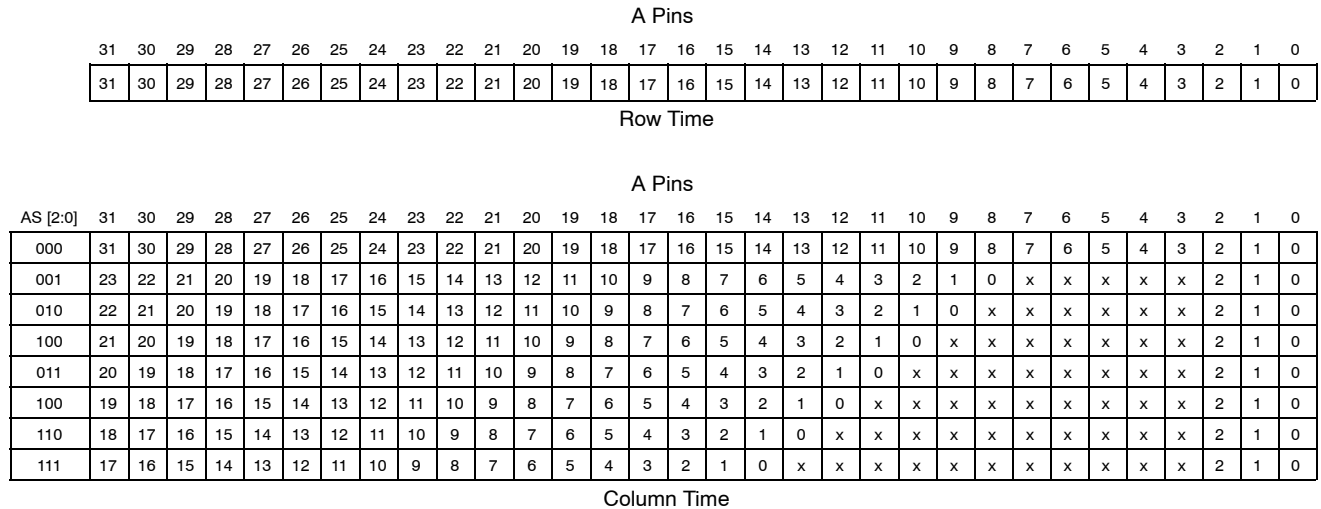 A Pins
31 30 29 28 27 26 25 24 23 22 21 20 19 18 17 16 15 14 13 12 11 10 9 8 7 6 5 4 3 2 1 0
31 30 29 28 27 26 25 24 23 22 21 20 19 18 17 16 15 14 13 12 11 10 9 8 7 6 5 4 3 2 1 0
Row Time
A Pins
AS [2:0] 31 30 29 28 27 26 25 24 23 22 21 20 19 18 17 16 15 14 13 12 11 10 9 8 7 6 5 4 3 2 1 0
000 31 30 29 28 27 26 25 24 23 22 21 20 19 18 17 16 15 14 13 12 11 10 9 8 7 6 5 4 3 2 1 0
001 23 22 21 20 19 18 17 16 15 14 13 12 11 10 9 8 7 6 5 4 3 2 1 0 x x x x x 2 1 0
010 22 21 20 19 18 17 16 15 14 13 12 11 10 9 8 7 6 5 4 3 2 1 0 x x x x x x 2 1 0
100 21 20 19 18 17 16 15 14 13 12 11 10 9 8 7 6 5 4 3 2 1 0 x x x x x x x 2 1 0
011 20 19 18 17 16 15 14 13 12 11 10 9 8 7 6 5 4 3 2 1 0 x x x x x x x x 2 1 0
100 19 18 17 16 15 14 13 12 11 10 9 8 7 6 5 4 3 2 1 0 x x x x x x x x x 2 1 0
110 18 17 16 15 14 13 12 11 10 9 8 7 6 5 4 3 2 1 0 x x x x x x x x x x 2 1 0
111 17 16 15 14 13 12 11 10 9 8 7 6 5 4 3 2 1 0 x x x x x x x x x x x 2 1 0
Column Time